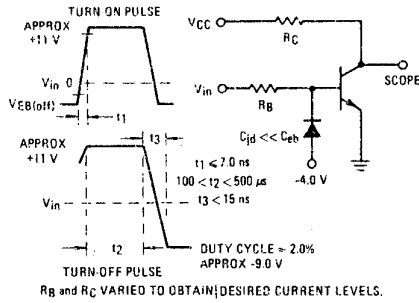 TURN-ON PULSE
APPROX
+11 V
Vin 0
VEB(off)
t1
APPROX
+11 V
t3
t1 ⩽ 7.0 ns
100 < t2 < 500 µs
t3 < 15 ns
Vin
t2
DUTY CYCLE ≈ 2.0%
APPROX -9.0 V
TURN-OFF PULSE
VCC
RC
SCOPE
Vin
RB
Cjd << Ceb
-4.0 V
RB and RC VARIED TO OBTAIN DESIRED CURRENT LEVELS.